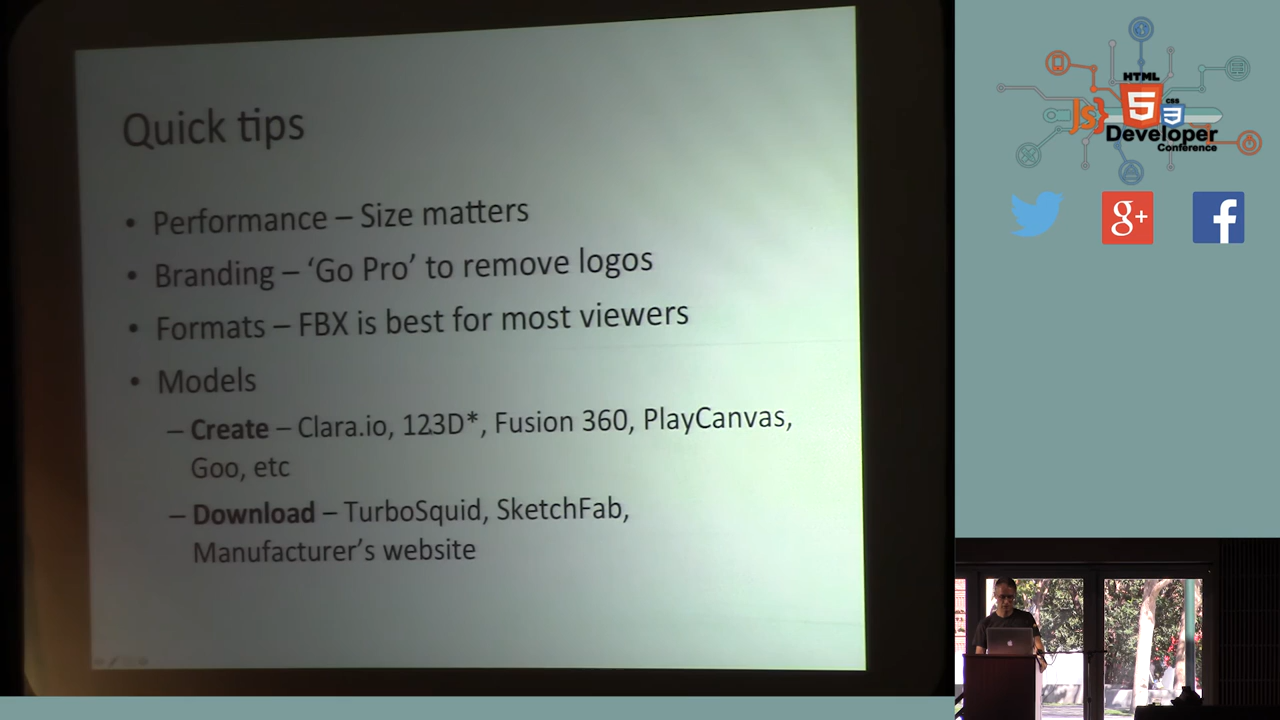 Quick tips
• Performance – Size matters
• Branding – ‘Go Pro’ to remove logos
• Formats – FBX is best for most viewers
• Models
– Create – Clara.io, 123D*, Fusion 360, PlayCanvas,
Goo, etc
– Download – TurboSquid, SketchFab,
Manufacturer’s website
HTML
5
JS}
CSS
3
Developer
Conference
g+
f